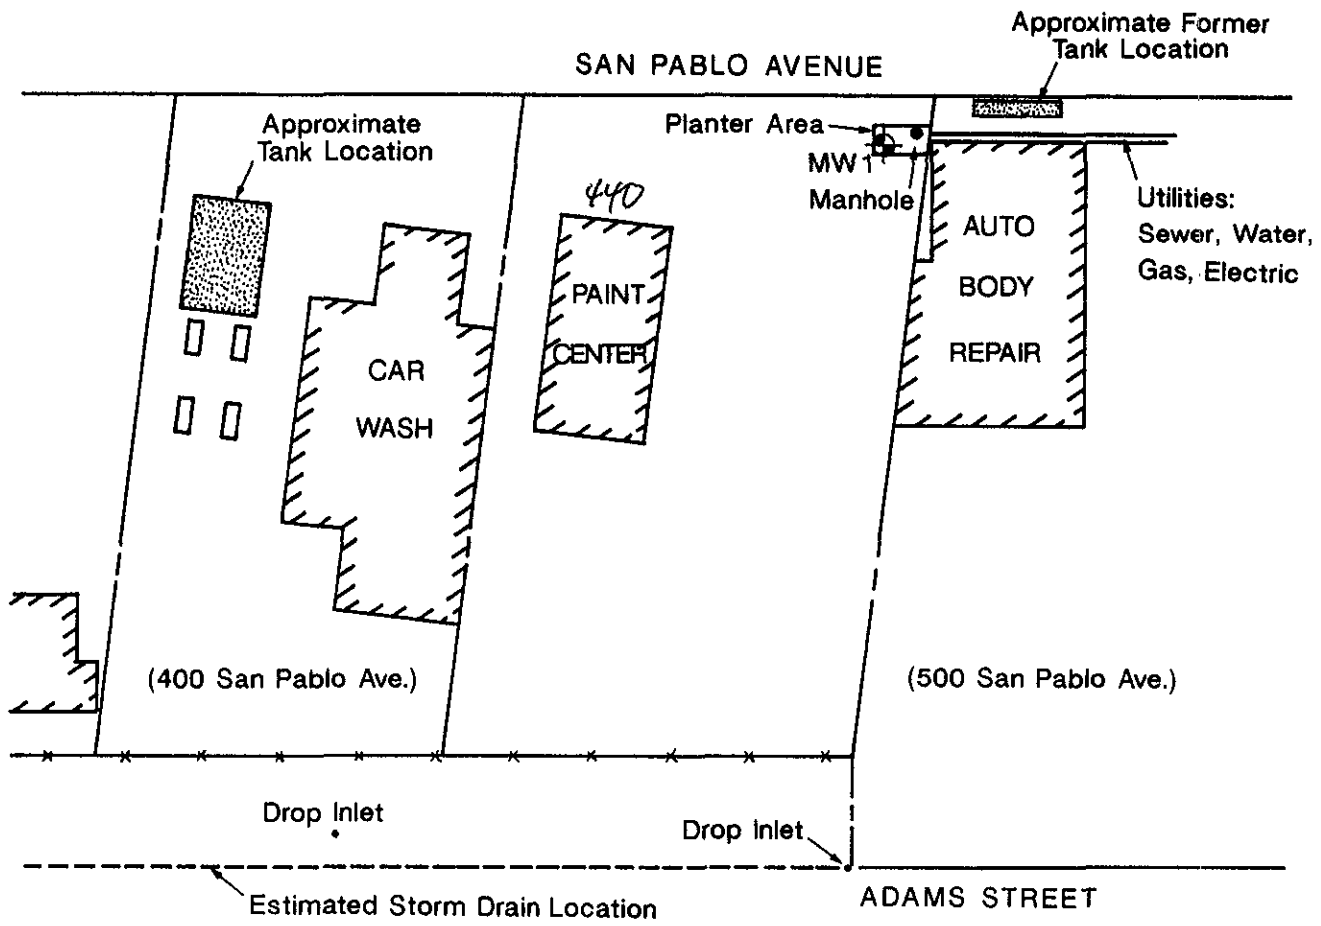 Approximate Former
Tank Location
SAN PABLO AVENUE
Approximate
Tank Location
Planter Area
MW1
Manhole
Utilities:
Sewer, Water,
Gas, Electric
440
PAINT
CENTER
AUTO
BODY
REPAIR
CAR
WASH
(400 San Pablo Ave.)
(500 San Pablo Ave.)
Drop Inlet
Drop Inlet
Estimated Storm Drain Location
ADAMS STREET